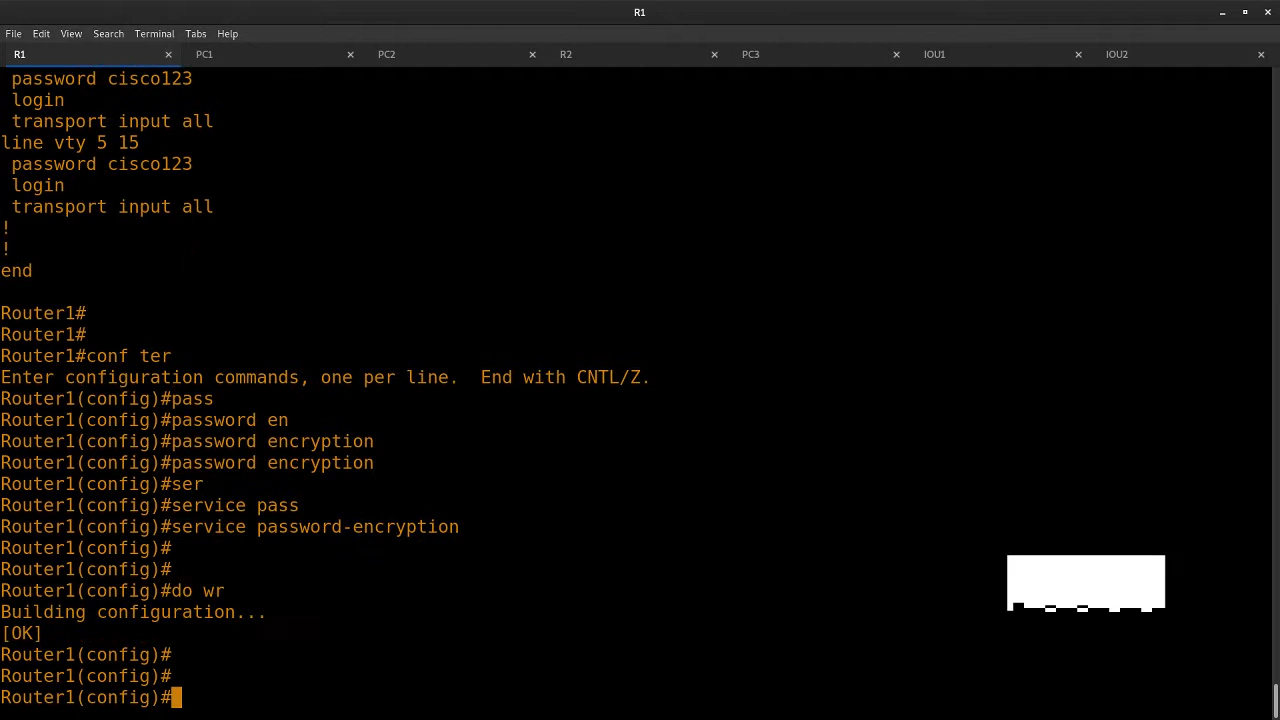 R1
File Edit View Search Terminal Tabs Help
R1 PC1 PC2 R2 PC3 IOU1 IOU2
password cisco123
login
transport input all
line vty 5 15
password cisco123
login
transport input all
!
!
end
Router1#
Router1#
Router1#conf ter
Enter configuration commands, one per line.  End with CNTL/Z.
Router1(config)#pass
Router1(config)#password en
Router1(config)#password encryption
Router1(config)#password encryption
Router1(config)#ser
Router1(config)#service pass
Router1(config)#service password-encryption
Router1(config)#
Router1(config)#
Router1(config)#do wr
Building configuration...
[OK]
Router1(config)#
Router1(config)#
Router1(config)#